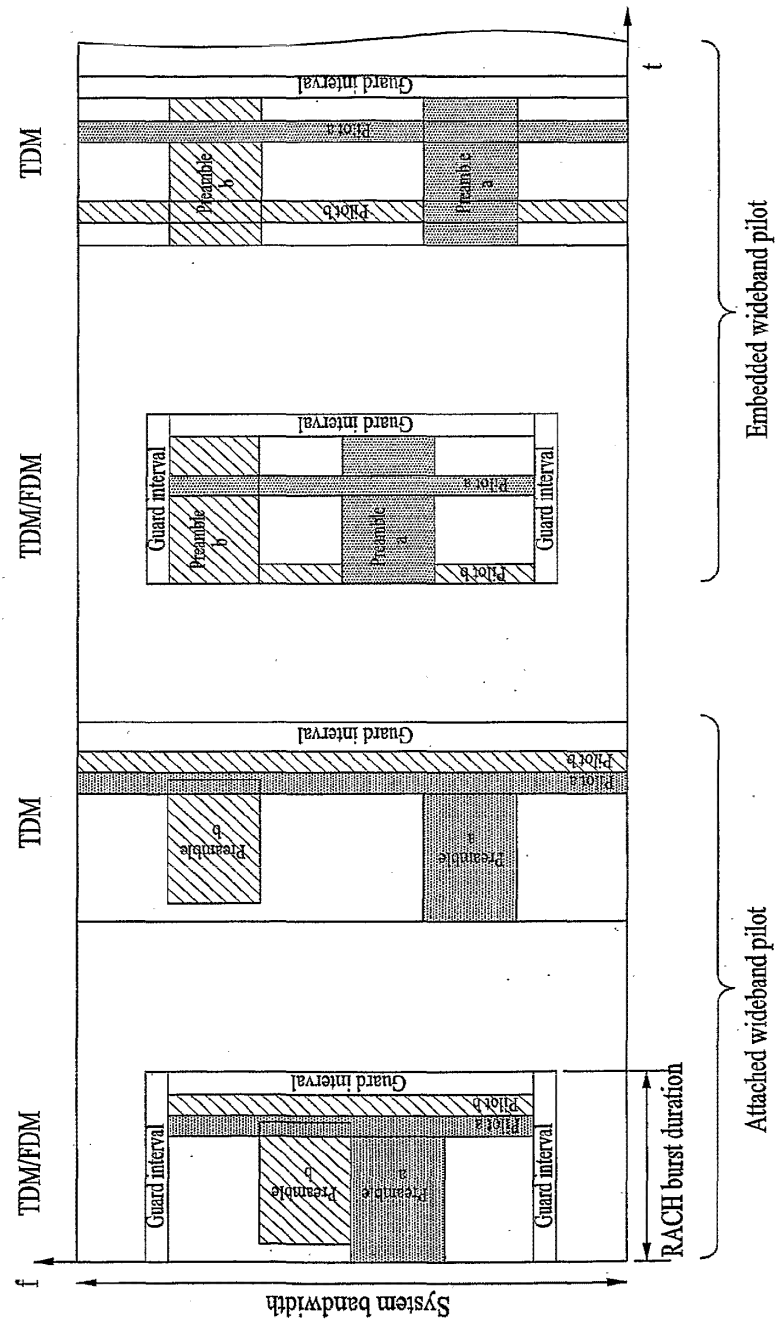 f
System bandwidth
TDM/FDM
Guard interval
Preamble
b
Preamble
a
Pilot a
Pilot b
Guard interval
Guard interval
RACH burst duration
TDM
Preamble
b
Preamble
a
Pilot a
Pilot b
Guard interval
Attached wideband pilot
TDM/FDM
Guard interval
Preamble
b
Preamble
a
Pilot b
Pilot a
Guard interval
Guard interval
TDM
Preamble
b
Preamble
a
Pilot b
Pilot a
Guard interval
t
Embedded wideband pilot